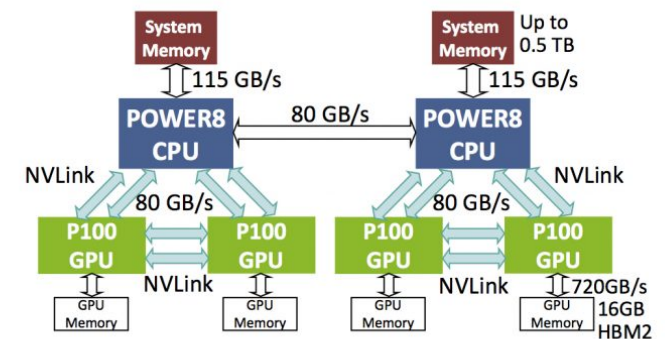 System
Memory
System
Memory
Up to
0.5 TB
115 GB/s
115 GB/s
POWER8
CPU
80 GB/s
POWER8
CPU
NVLink
80 GB/s
80 GB/s
NVLink
P100
GPU
P100
GPU
P100
GPU
P100
GPU
NVLink
NVLink
720GB/s
16GB
HBM2
GPU
Memory
GPU
Memory
GPU
Memory
GPU
Memory